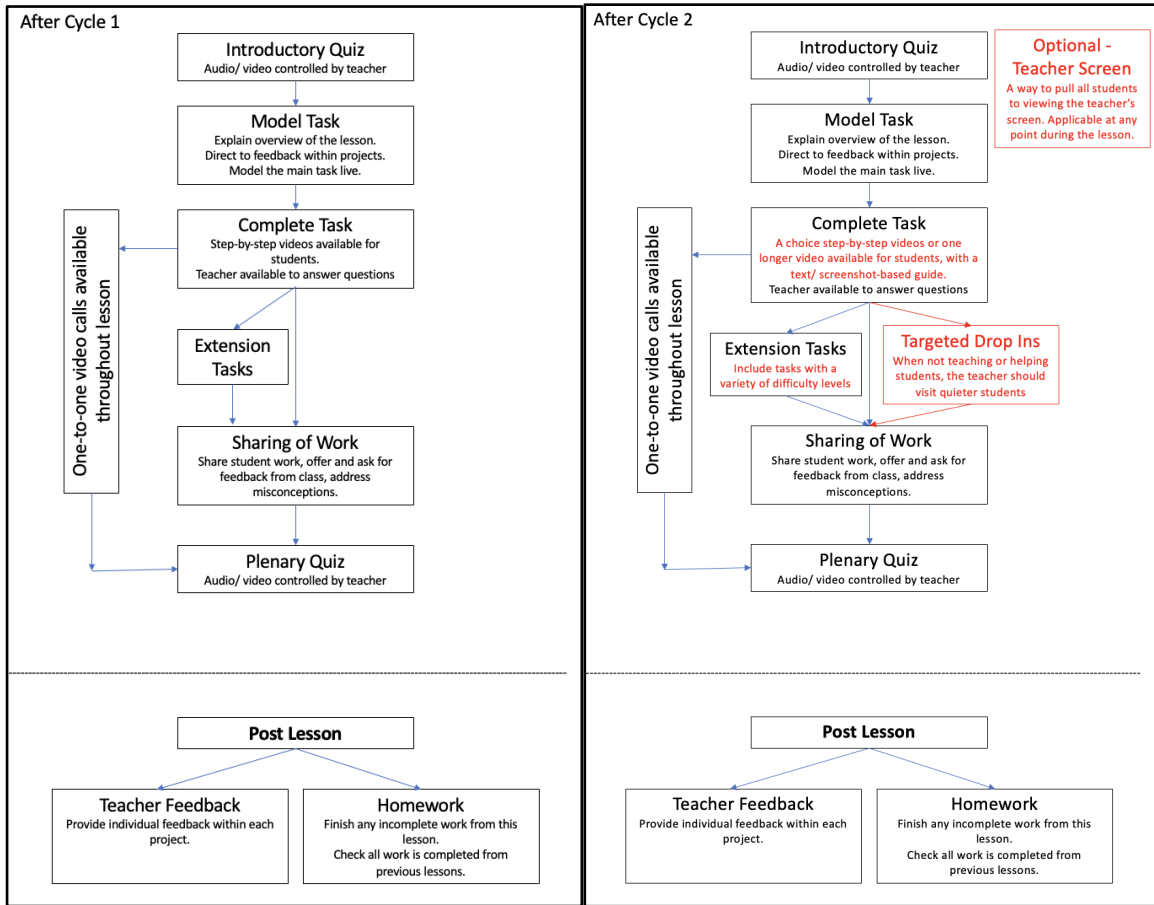 After Cycle 1
Introductory Quiz
Audio/ video controlled by teacher
Model Task
Explain overview of the lesson.
Direct to feedback within projects.
Model the main task live.
One-to-one video calls available
throughout lesson
Complete Task
Step-by-step videos available for
students.
Teacher available to answer questions
Extension
Tasks
Sharing of Work
Share student work, offer and ask for
feedback from class, address
misconceptions.
Plenary Quiz
Audio/ video controlled by teacher
Post Lesson
Teacher Feedback
Provide individual feedback within each
project.
Homework
Finish any incomplete work from this
lesson.
Check all work is completed from
previous lessons.
After Cycle 2
Introductory Quiz
Audio/ video controlled by teacher
Optional -
Teacher Screen
A way to pull all students
to viewing the teacher's
screen. Applicable at any
point during the lesson.
Model Task
Explain overview of the lesson.
Direct to feedback within projects.
Model the main task live.
One-to-one video calls available
throughout lesson
Complete Task
A choice step-by-step videos or one
longer video available for students, with a
text/ screenshot-based guide.
Teacher available to answer questions
Extension Tasks
Include tasks with a
variety of difficulty levels
Targeted Drop Ins
When not teaching or helping
students, the teacher should
visit quieter students
Sharing of Work
Share student work, offer and ask for
feedback from class, address
misconceptions.
Plenary Quiz
Audio/ video controlled by teacher
Post Lesson
Teacher Feedback
Provide individual feedback within each
project.
Homework
Finish any incomplete work from this
lesson.
Check all work is completed from
previous lessons.